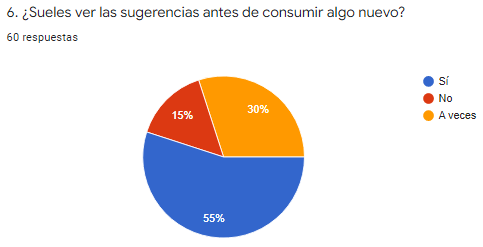 6. ¿Sueles ver las sugerencias antes de consumir algo nuevo?
60 respuestas
Sí
No
A veces
30%
15%
55%